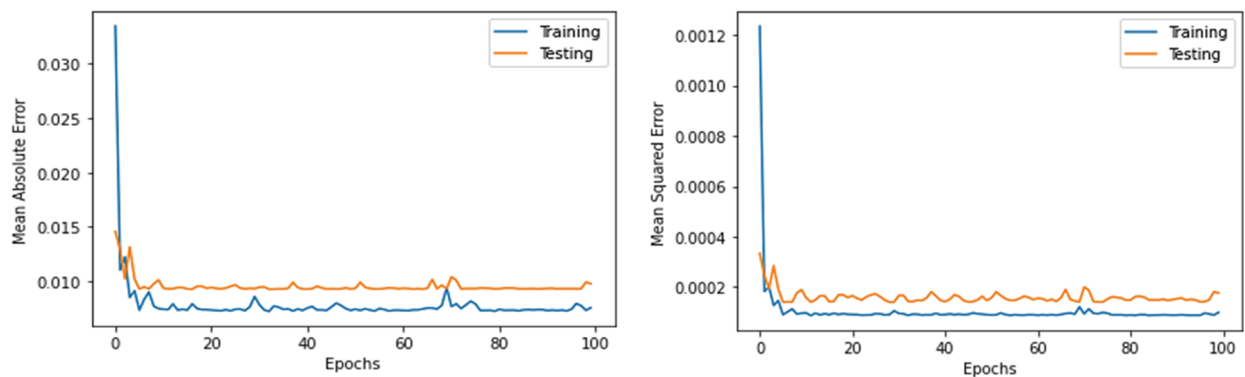 Training
Testing
Mean Absolute Error
0.030
0.025
0.020
0.015
0.010
0
20
40
60
80
100
Epochs
Training
Testing
Mean Squared Error
0.0012
0.0010
0.0008
0.0006
0.0004
0.0002
0
20
40
60
80
100
Epochs